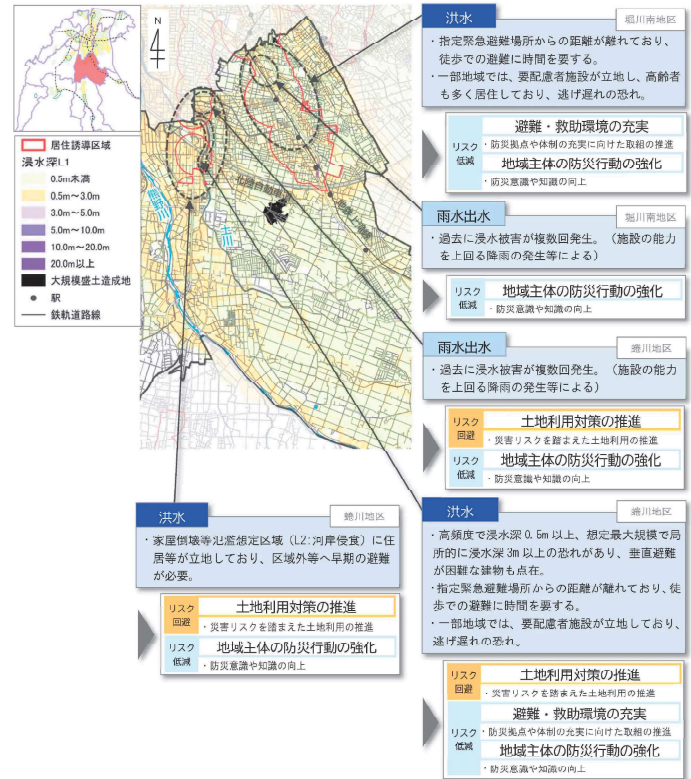 N
居住誘導区域
浸水深L1
0.5m未満
0.5m～3.0m
3.0m～5.0m
5.0m～10.0m
10.0m～20.0m
20.0m以上
大規模盛土造成地
駅
鉄軌道路線
北陸自動車道
熊野川
土川
洪水
堀川南地区
・指定緊急避難場所からの距離が離れており、
徒歩での避難に時間を要する。
・一部地域では、要配慮者施設が立地し、高齢者
も多く居住しており、逃げ遅れの恐れ。
リスク
低減
避難・救助環境の充実
・防災拠点や体制の充実に向けた取組の推進
地域主体の防災行動の強化
・防災意識や知識の向上
雨水出水
堀川南地区
・過去に浸水被害が複数回発生。（施設の能力
を上回る降雨の発生等による）
リスク
低減
地域主体の防災行動の強化
・防災意識や知識の向上
雨水出水
蜷川地区
・過去に浸水被害が複数回発生。（施設の能力
を上回る降雨の発生等による）
リスク
回避
土地利用対策の推進
・災害リスクを踏まえた土地利用の推進
リスク
低減
地域主体の防災行動の強化
・防災意識や知識の向上
洪水
蜷川地区
・家屋倒壊等氾濫想定区域（L2：河岸侵食）に住
居等が立地しており、区域外等へ早期の避難
が必要。
リスク
回避
土地利用対策の推進
・災害リスクを踏まえた土地利用の推進
リスク
低減
地域主体の防災行動の強化
・防災意識や知識の向上
洪水
蜷川地区
・高頻度で浸水深0.5m以上、想定最大規模で局
所的に浸水深3m以上の恐れがあり、垂直避難
が困難な建物も点在。
・指定緊急避難場所からの距離が離れており、徒
歩での避難に時間を要する。
・一部地域では、要配慮者施設が立地しており、
逃げ遅れの恐れ。
リスク
回避
土地利用対策の推進
・災害リスクを踏まえた土地利用の推進
リスク
低減
避難・救助環境の充実
・防災拠点や体制の充実に向けた取組の推進
地域主体の防災行動の強化
・防災意識や知識の向上